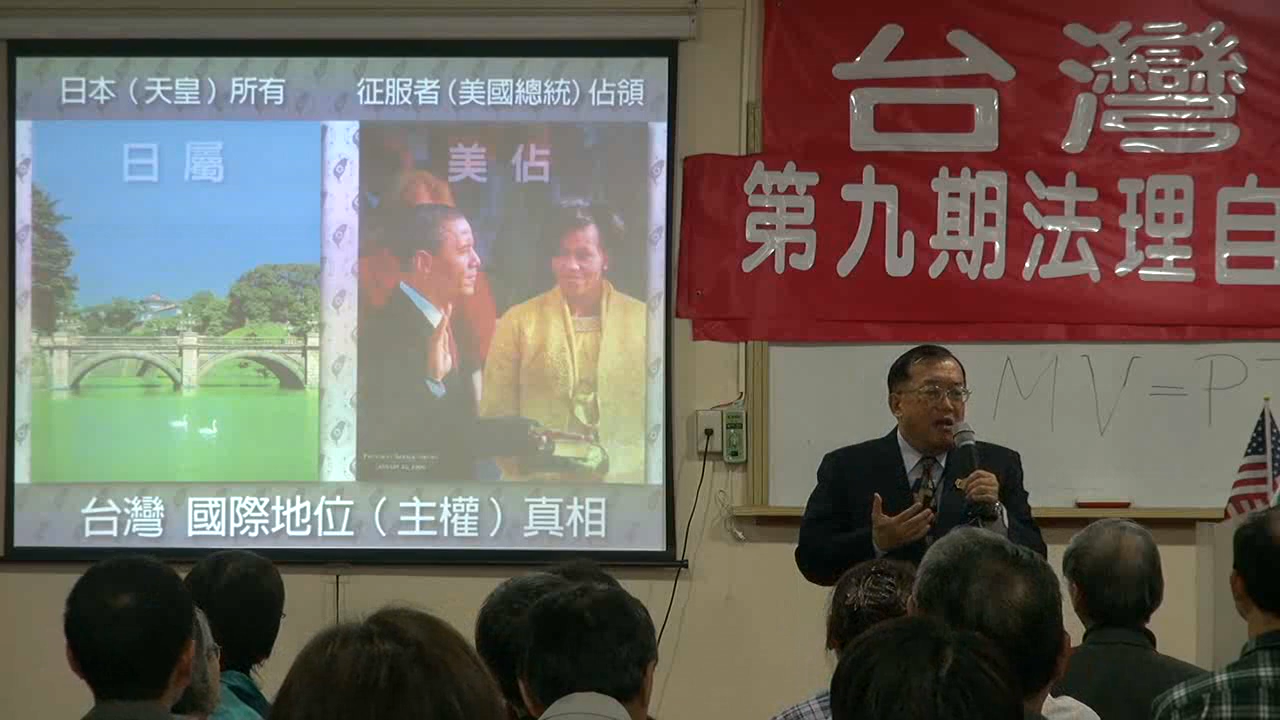 日本（天皇）所有
征服者（美國總統）佔領
日屬
美佔
台灣 國際地位（主權）真相
台灣
第九期法理自
MV=P